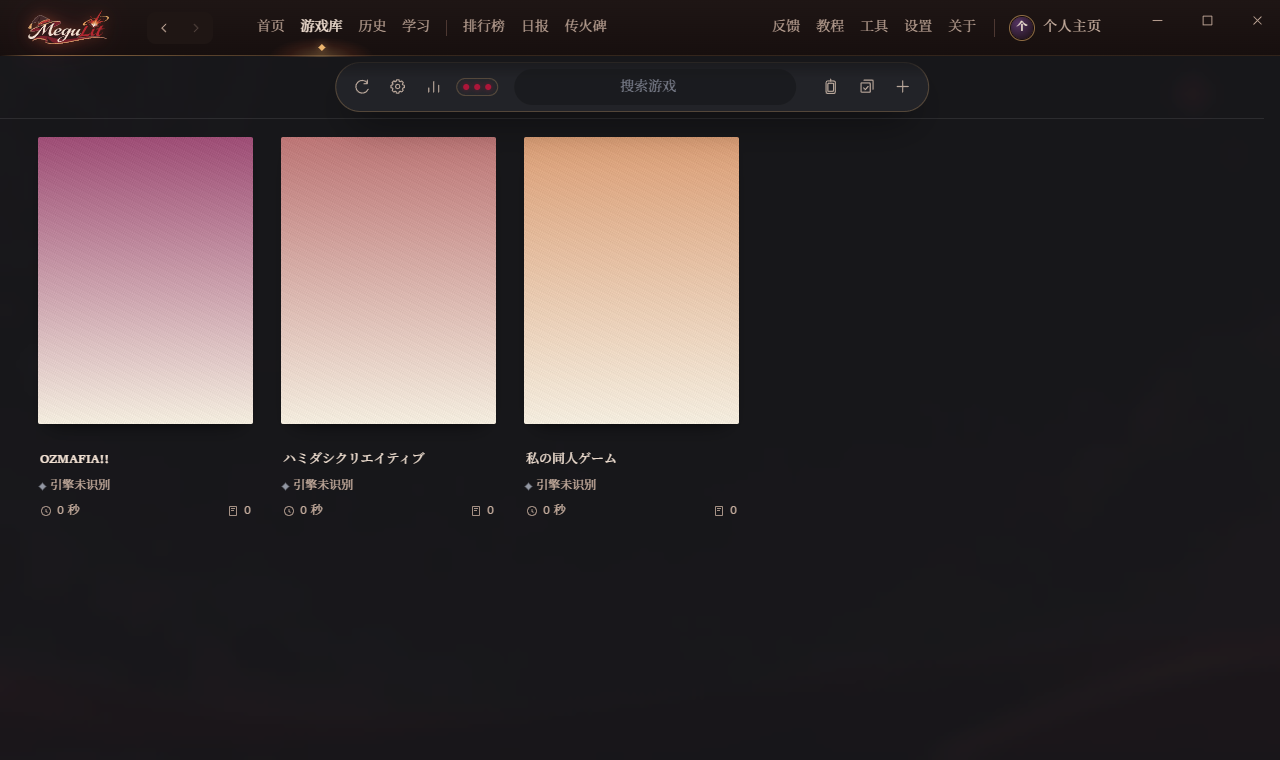 MeguLit
首页 游戏库 历史 学习 排行榜 日报 传火碑 反馈 教程 工具 设置 关于 个 个人主页
搜索游戏
OZMAFIA!! ハミダシクリエイティブ 私の同人ゲーム
引擎未识别 引擎未识别 引擎未识别
0 秒 0 0 秒 0 0 秒 0